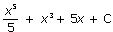 x⁵/5 + x³ + 5x + C